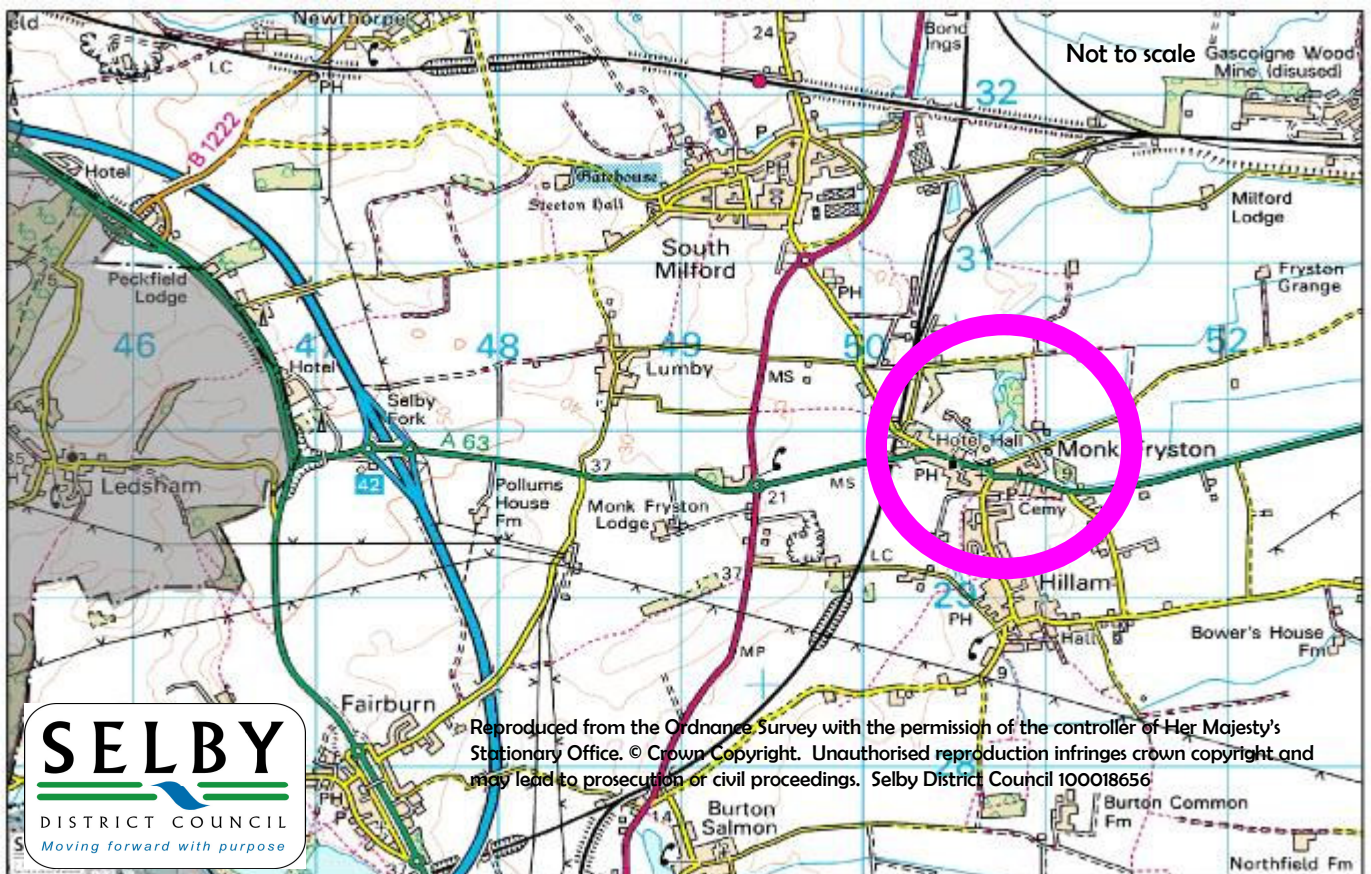 Newthorpe
24
Bond
ings
Not to scale
Gascoigne Wood
Mine (disused)
LC
PH
32
B 1222
P
PH
Hotel
Gatehouse
Steeton Hall
Milford
Lodge
South
Milford
31
Peckfield
Lodge
PH
Fryston
Grange
46
47
48
49
50
52
Hotel
Lumby
MS
Selby
Fork
A 63
Hotel
Hall
Monk Fryston
37
PH
9
Ledsham
42
Pollums
House
Fm
Monk Fryston
Lodge
21
MS
P
Cemy
LC
37
Hillam
29
PH
Hall
Bower's House
Fm
MP
9
Fairburn
Reproduced from the Ordnance Survey with the permission of the controller of Her Majesty's
Stationary Office. © Crown Copyright. Unauthorised reproduction infringes crown copyright and
may lead to prosecution or civil proceedings. Selby District Council 100018656
28
SELBY
DISTRICT COUNCIL
Moving forward with purpose
PH
P
14
Burton
Salmon
Burton Common
Fm
Northfield Fm